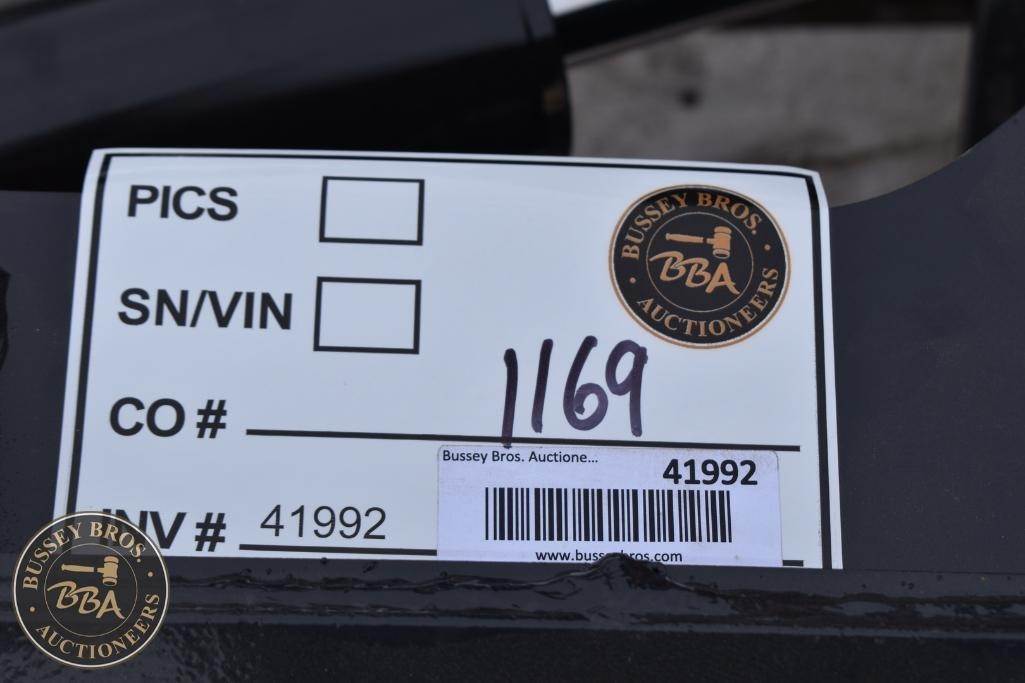 PICS
BUSSEY BROS.
BBA
AUCTIONEERS
SN/VIN
CO # 1169
Bussey Bros. Auctione...
41992
INV # 41992
www.busseybros.com
BUSSEY BROS.
BBA
AUCTIONEERS